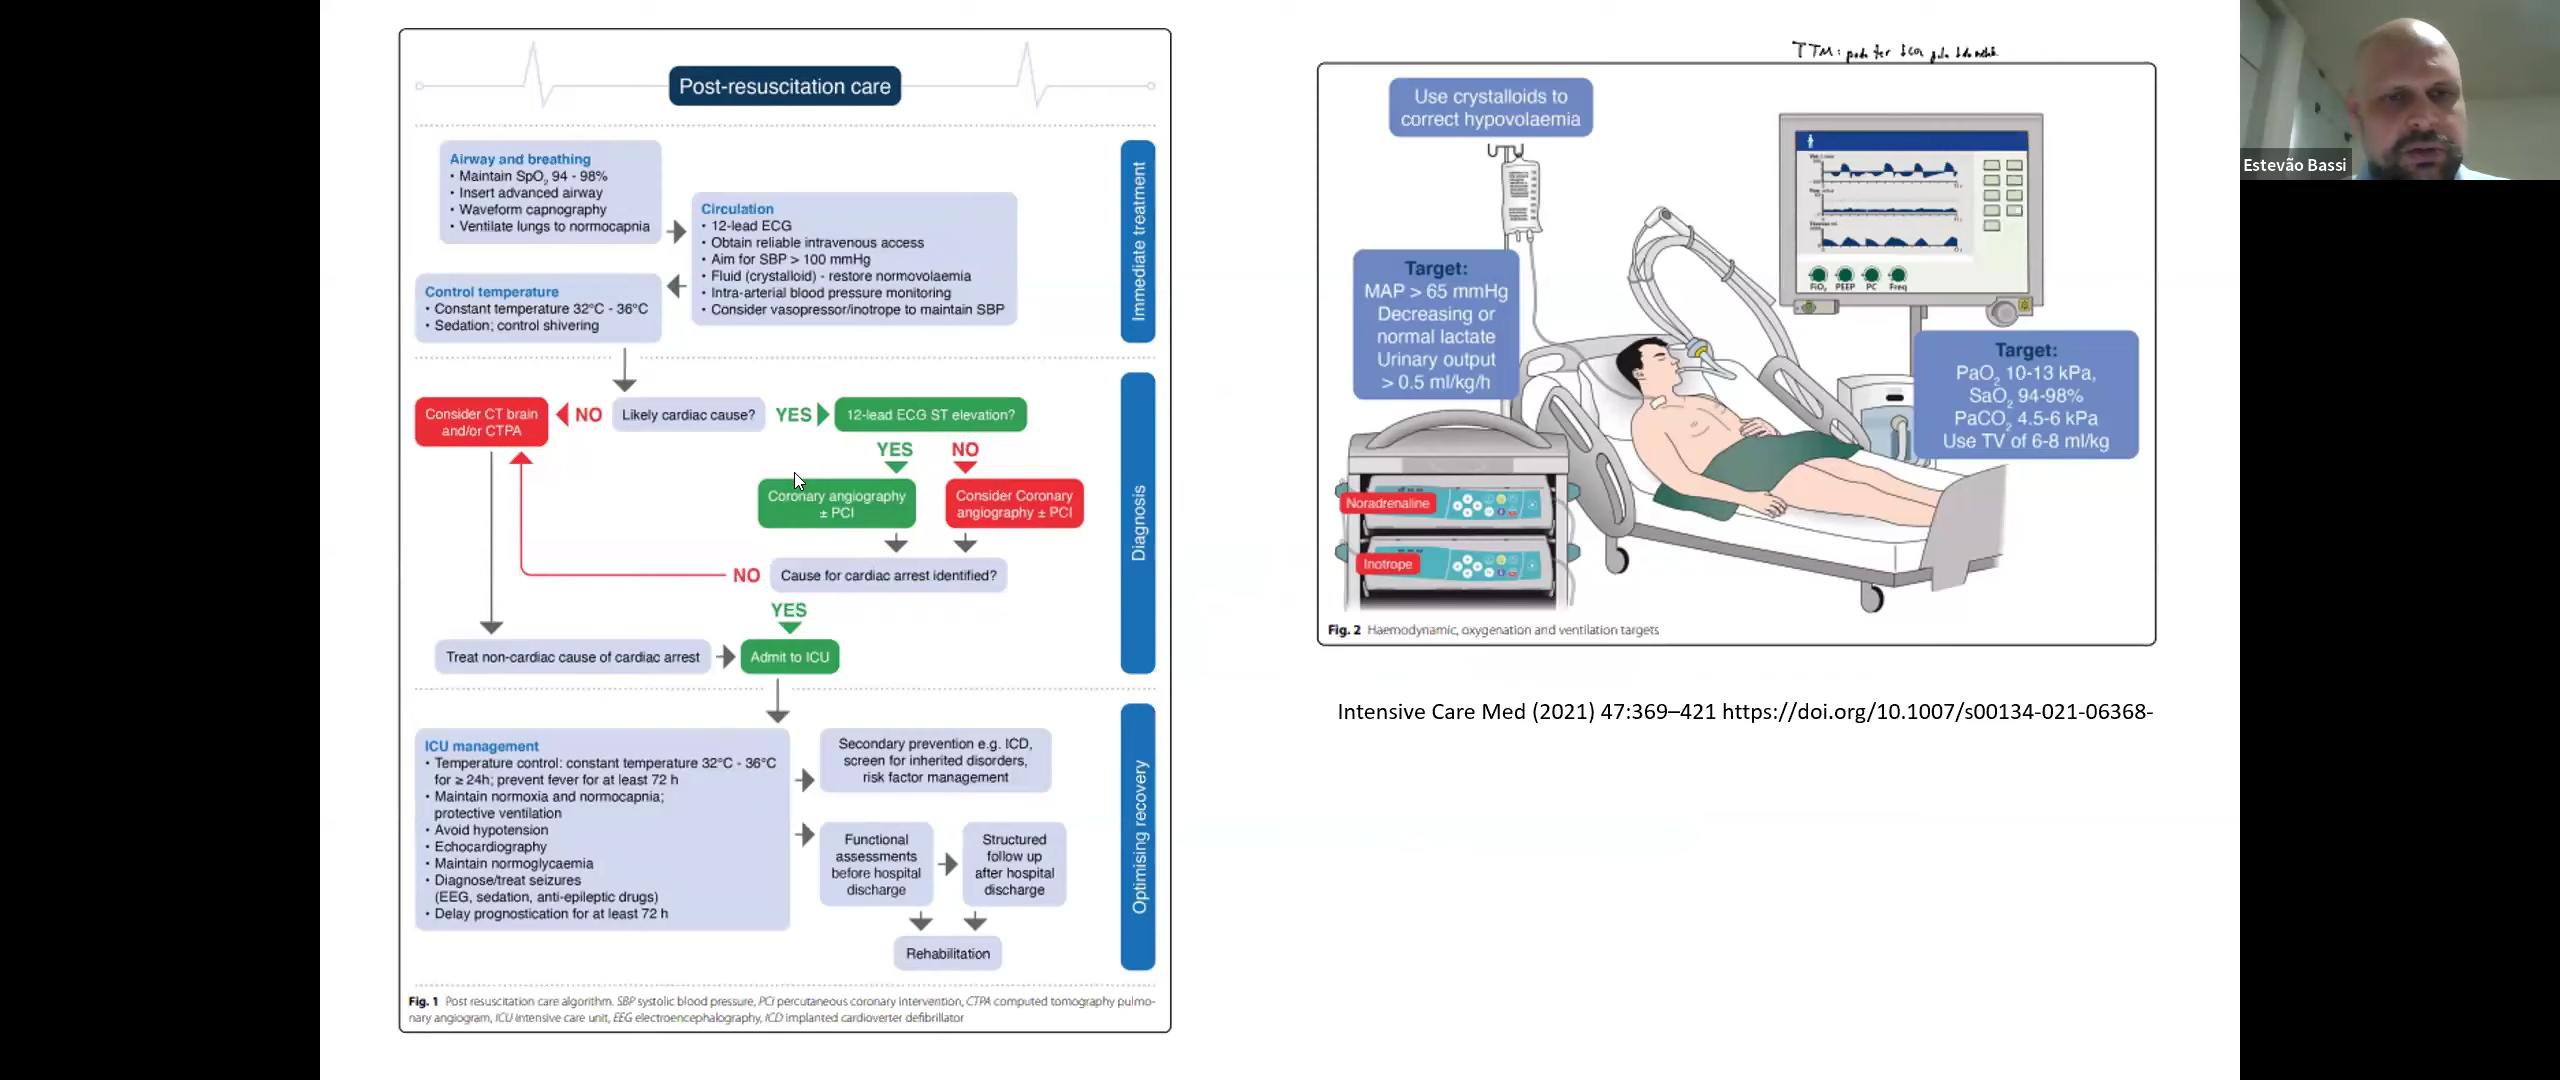 Post-resuscitation care
Airway and breathing
• Maintain SpO₂ 94 - 98%
• Insert advanced airway
• Waveform capnography
• Ventilate lungs to normocapnia
Circulation
• 12-lead ECG
• Obtain reliable intravenous access
• Aim for SBP > 100 mmHg
• Fluid (crystalloid) - restore normovolaemia
• Intra-arterial blood pressure monitoring
• Consider vasopressor/inotrope to maintain SBP
Control temperature
• Constant temperature 32°C - 36°C
• Sedation; control shivering
Immediate treatment
Likely cardiac cause?
NO
Consider CT brain
and/or CTPA
YES
12-lead ECG ST elevation?
YES
NO
Coronary angiography
± PCI
Consider Coronary
angiography ± PCI
Cause for cardiac arrest identified?
NO
YES
Treat non-cardiac cause of cardiac arrest
Admit to ICU
Diagnosis
ICU management
• Temperature control: constant temperature 32°C - 36°C
for ≥ 24h; prevent fever for at least 72 h
• Maintain normoxia and normocapnia;
protective ventilation
• Avoid hypotension
• Echocardiography
• Maintain normoglycaemia
• Diagnose/treat seizures
(EEG, sedation, anti-epileptic drugs)
• Delay prognostication for at least 72 h
Secondary prevention e.g. ICD,
screen for inherited disorders,
risk factor management
Functional
assessments
before hospital
discharge
Structured
follow up
after hospital
discharge
Rehabilitation
Optimising recovery
Fig. 1 Post resuscitation care algorithm. SBP systolic blood pressure, PCI percutaneous coronary intervention, CTPA computed tomography pulmo-
nary angiogram, ICU intensive care unit, EEG electroencephalography, ICD implanted cardioverter defibrillator
TTM: pode ter
Use crystalloids to
correct hypovolaemia
Target:
MAP > 65 mmHg
Decreasing or
normal lactate
Urinary output
> 0.5 ml/kg/h
FiO₂ PEEP PC Freq
Target:
PaO₂ 10-13 kPa,
SaO₂ 94-98%
PaCO₂ 4.5-6 kPa
Use TV of 6-8 ml/kg
Noradrenaline
Inotrope
Fig. 2 Haemodynamic, oxygenation and ventilation targets
Intensive Care Med (2021) 47:369–421 https://doi.org/10.1007/s00134-021-06368-
Estevão Bassi